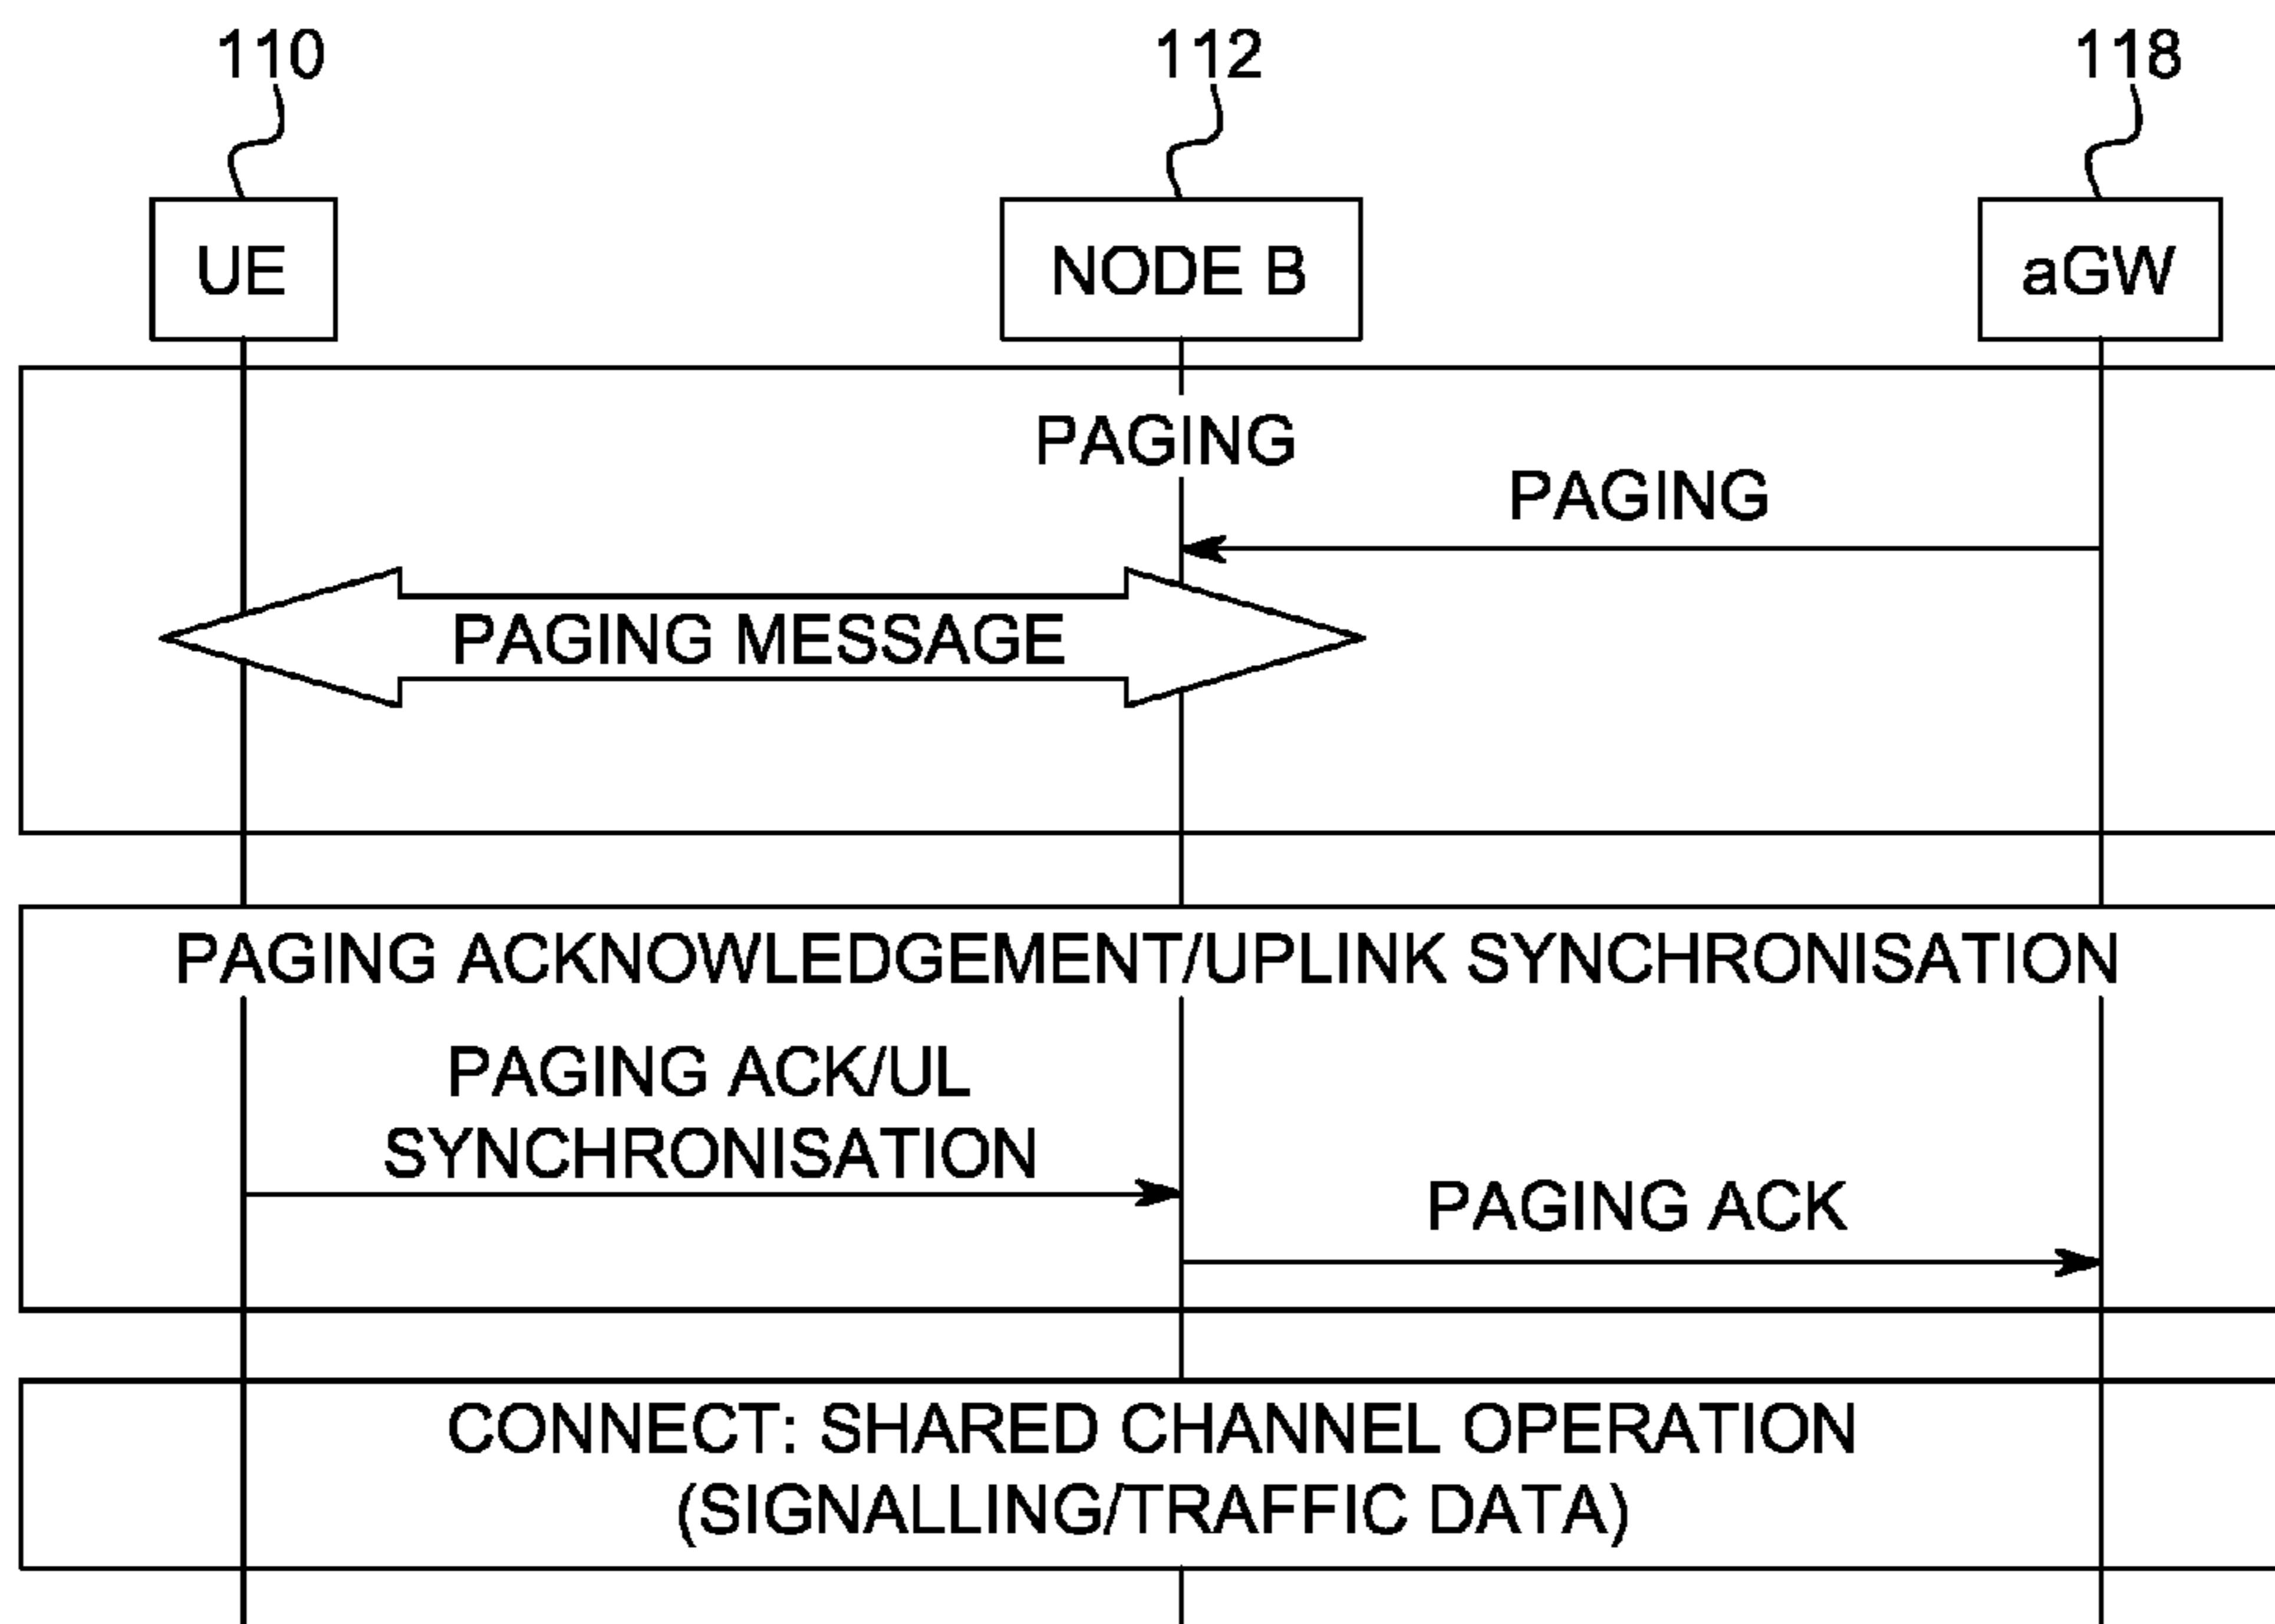 110
112
118
UE
NODE B
aGW
PAGING
PAGING
PAGING MESSAGE
PAGING ACKNOWLEDGEMENT/UPLINK SYNCHRONISATION
PAGING ACK/UL
SYNCHRONISATION
PAGING ACK
CONNECT: SHARED CHANNEL OPERATION
(SIGNALLING/TRAFFIC DATA)